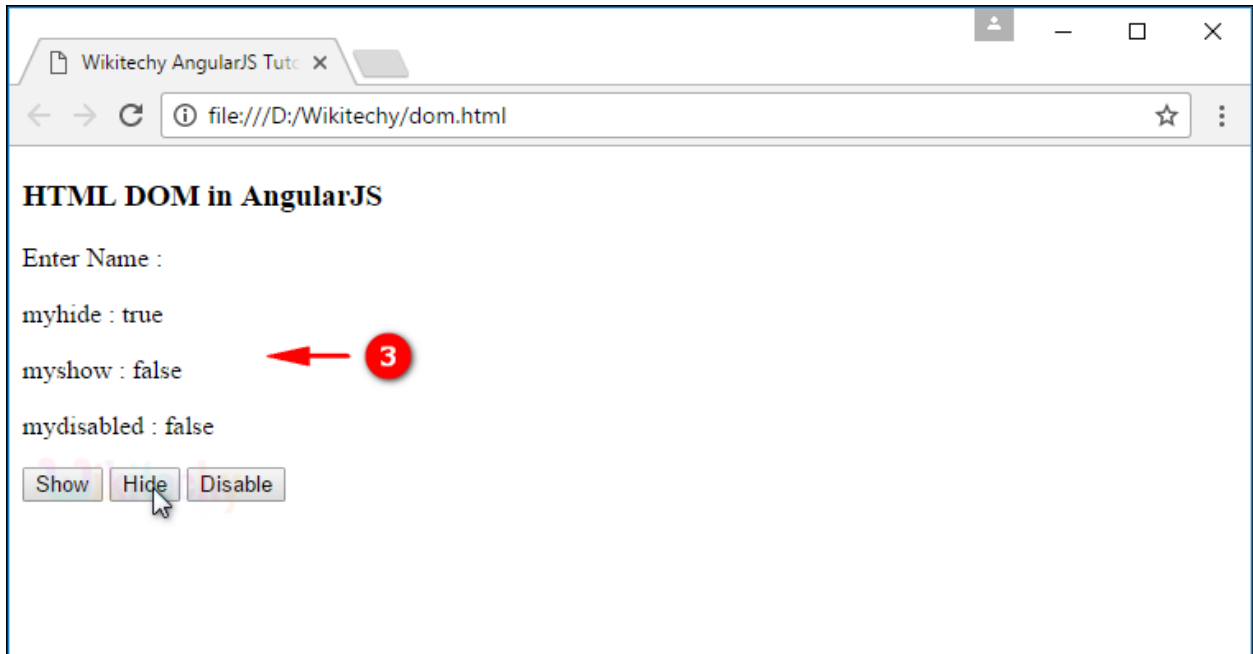 Wikitechy AngularJS Tuto
file:///D:/Wikitechy/dom.html
HTML DOM in AngularJS
Enter Name :
myhide : true
3
myshow : false
mydisabled : false
Show Hide Disable